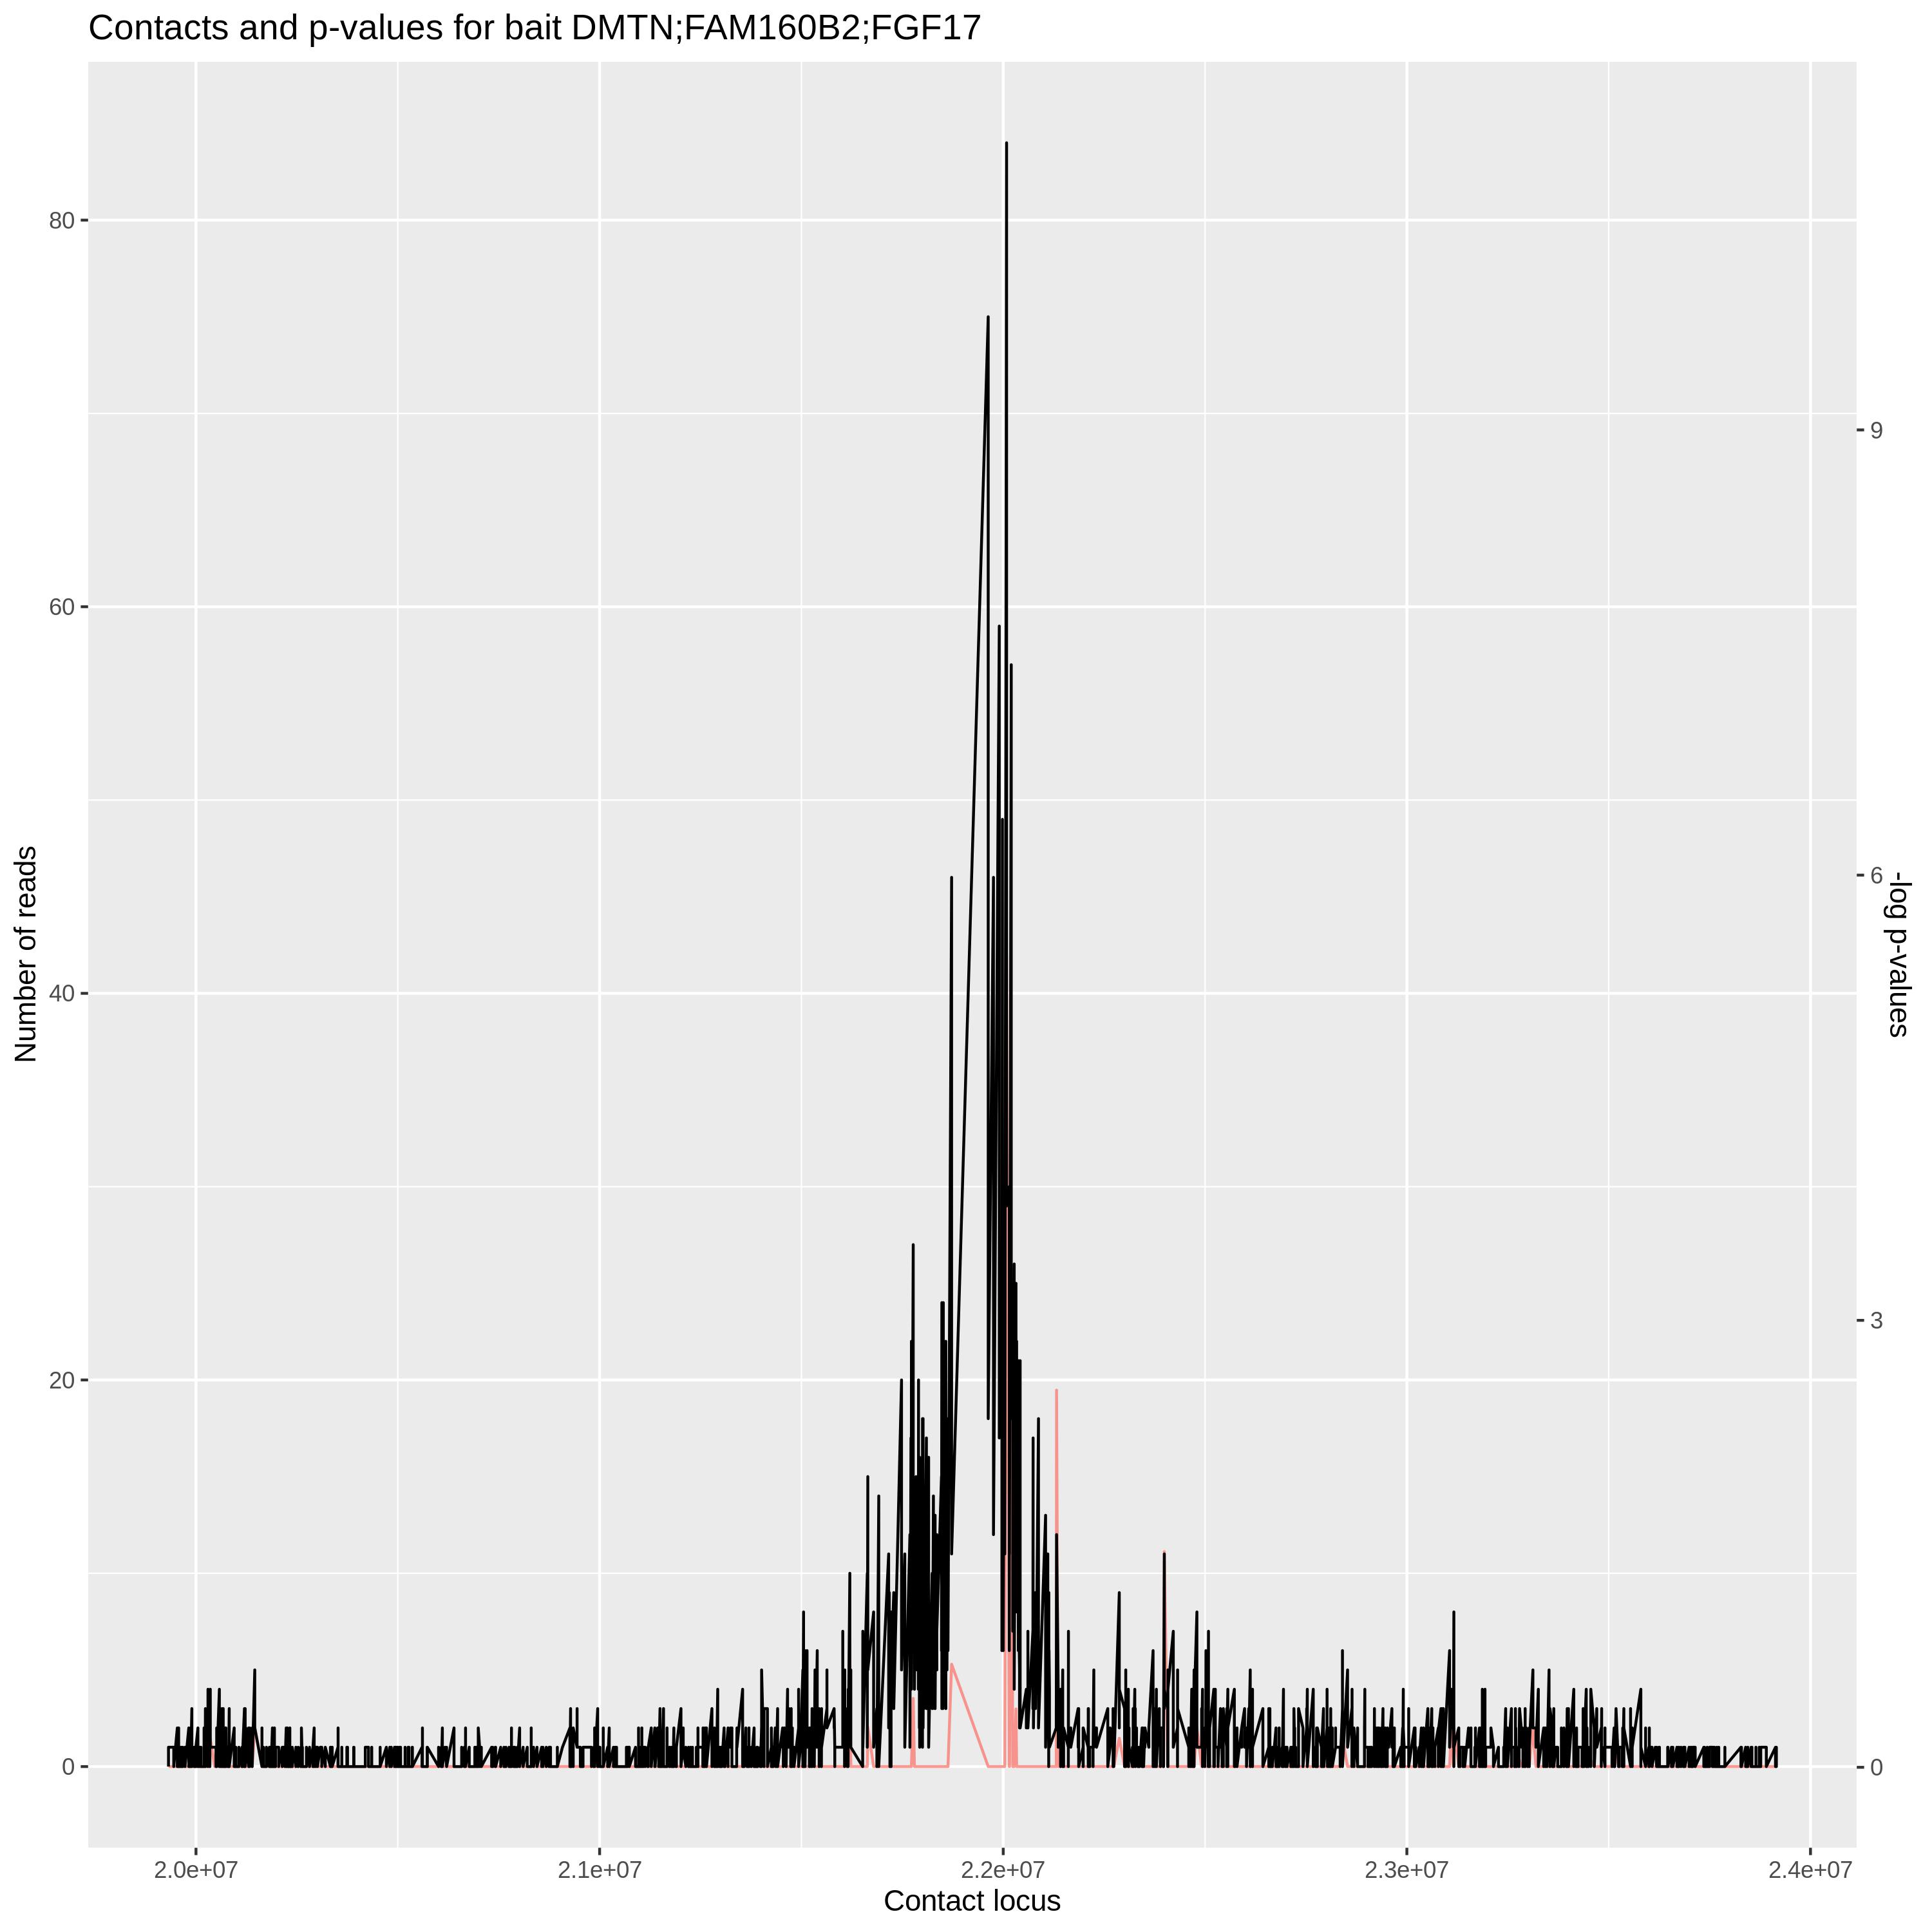 Contacts and p-values for bait DMTN;FAM160B2;FGF17
80
60
40
20
0
9
6
3
0
Number of reads
-log p-values
2.0e+07
2.1e+07
2.2e+07
2.3e+07
2.4e+07
Contact locus